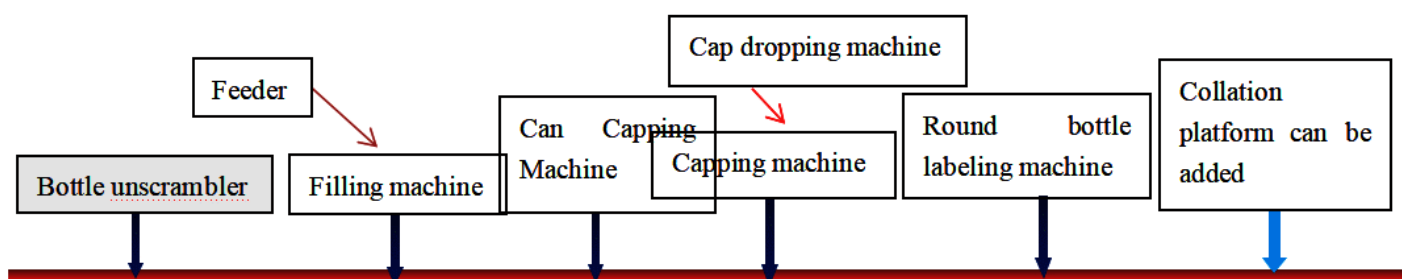 Cap dropping machine
Feeder
Can Capping
Machine
Round bottle
labeling machine
Collation
platform can be
added
Bottle unscrambler
Filling machine
Capping machine